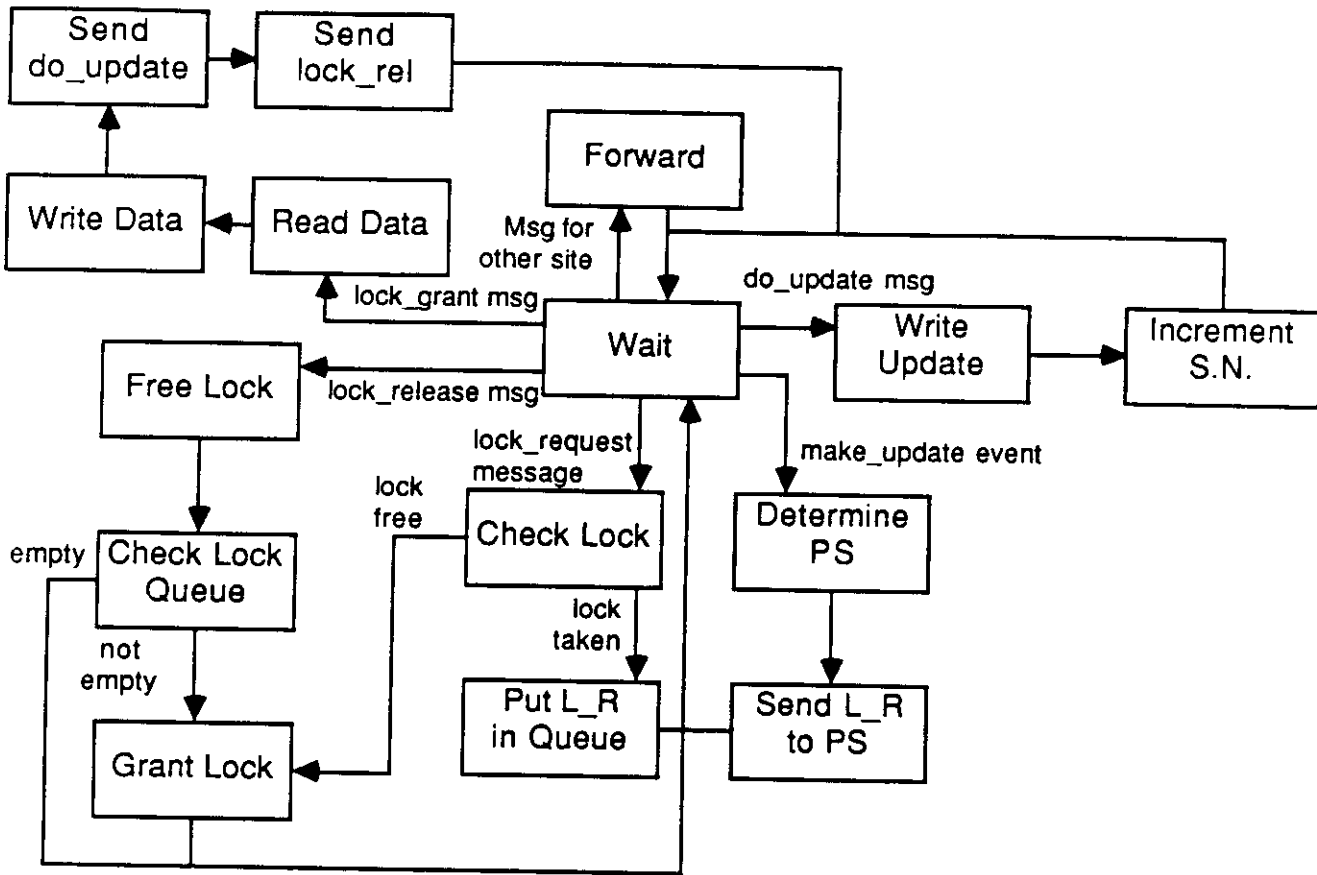 Send
do_update
Send
lock_rel
Forward
Write Data
Read Data
Msg for
other site
lock_grant msg
do_update msg
Wait
Write
Update
Increment
S.N.
Free Lock
lock_release msg
lock_request
message
make_update event
lock
free
Check Lock
Determine
PS
empty
Check Lock
Queue
lock
taken
not
empty
Put L_R
in Queue
Send L_R
to PS
Grant Lock